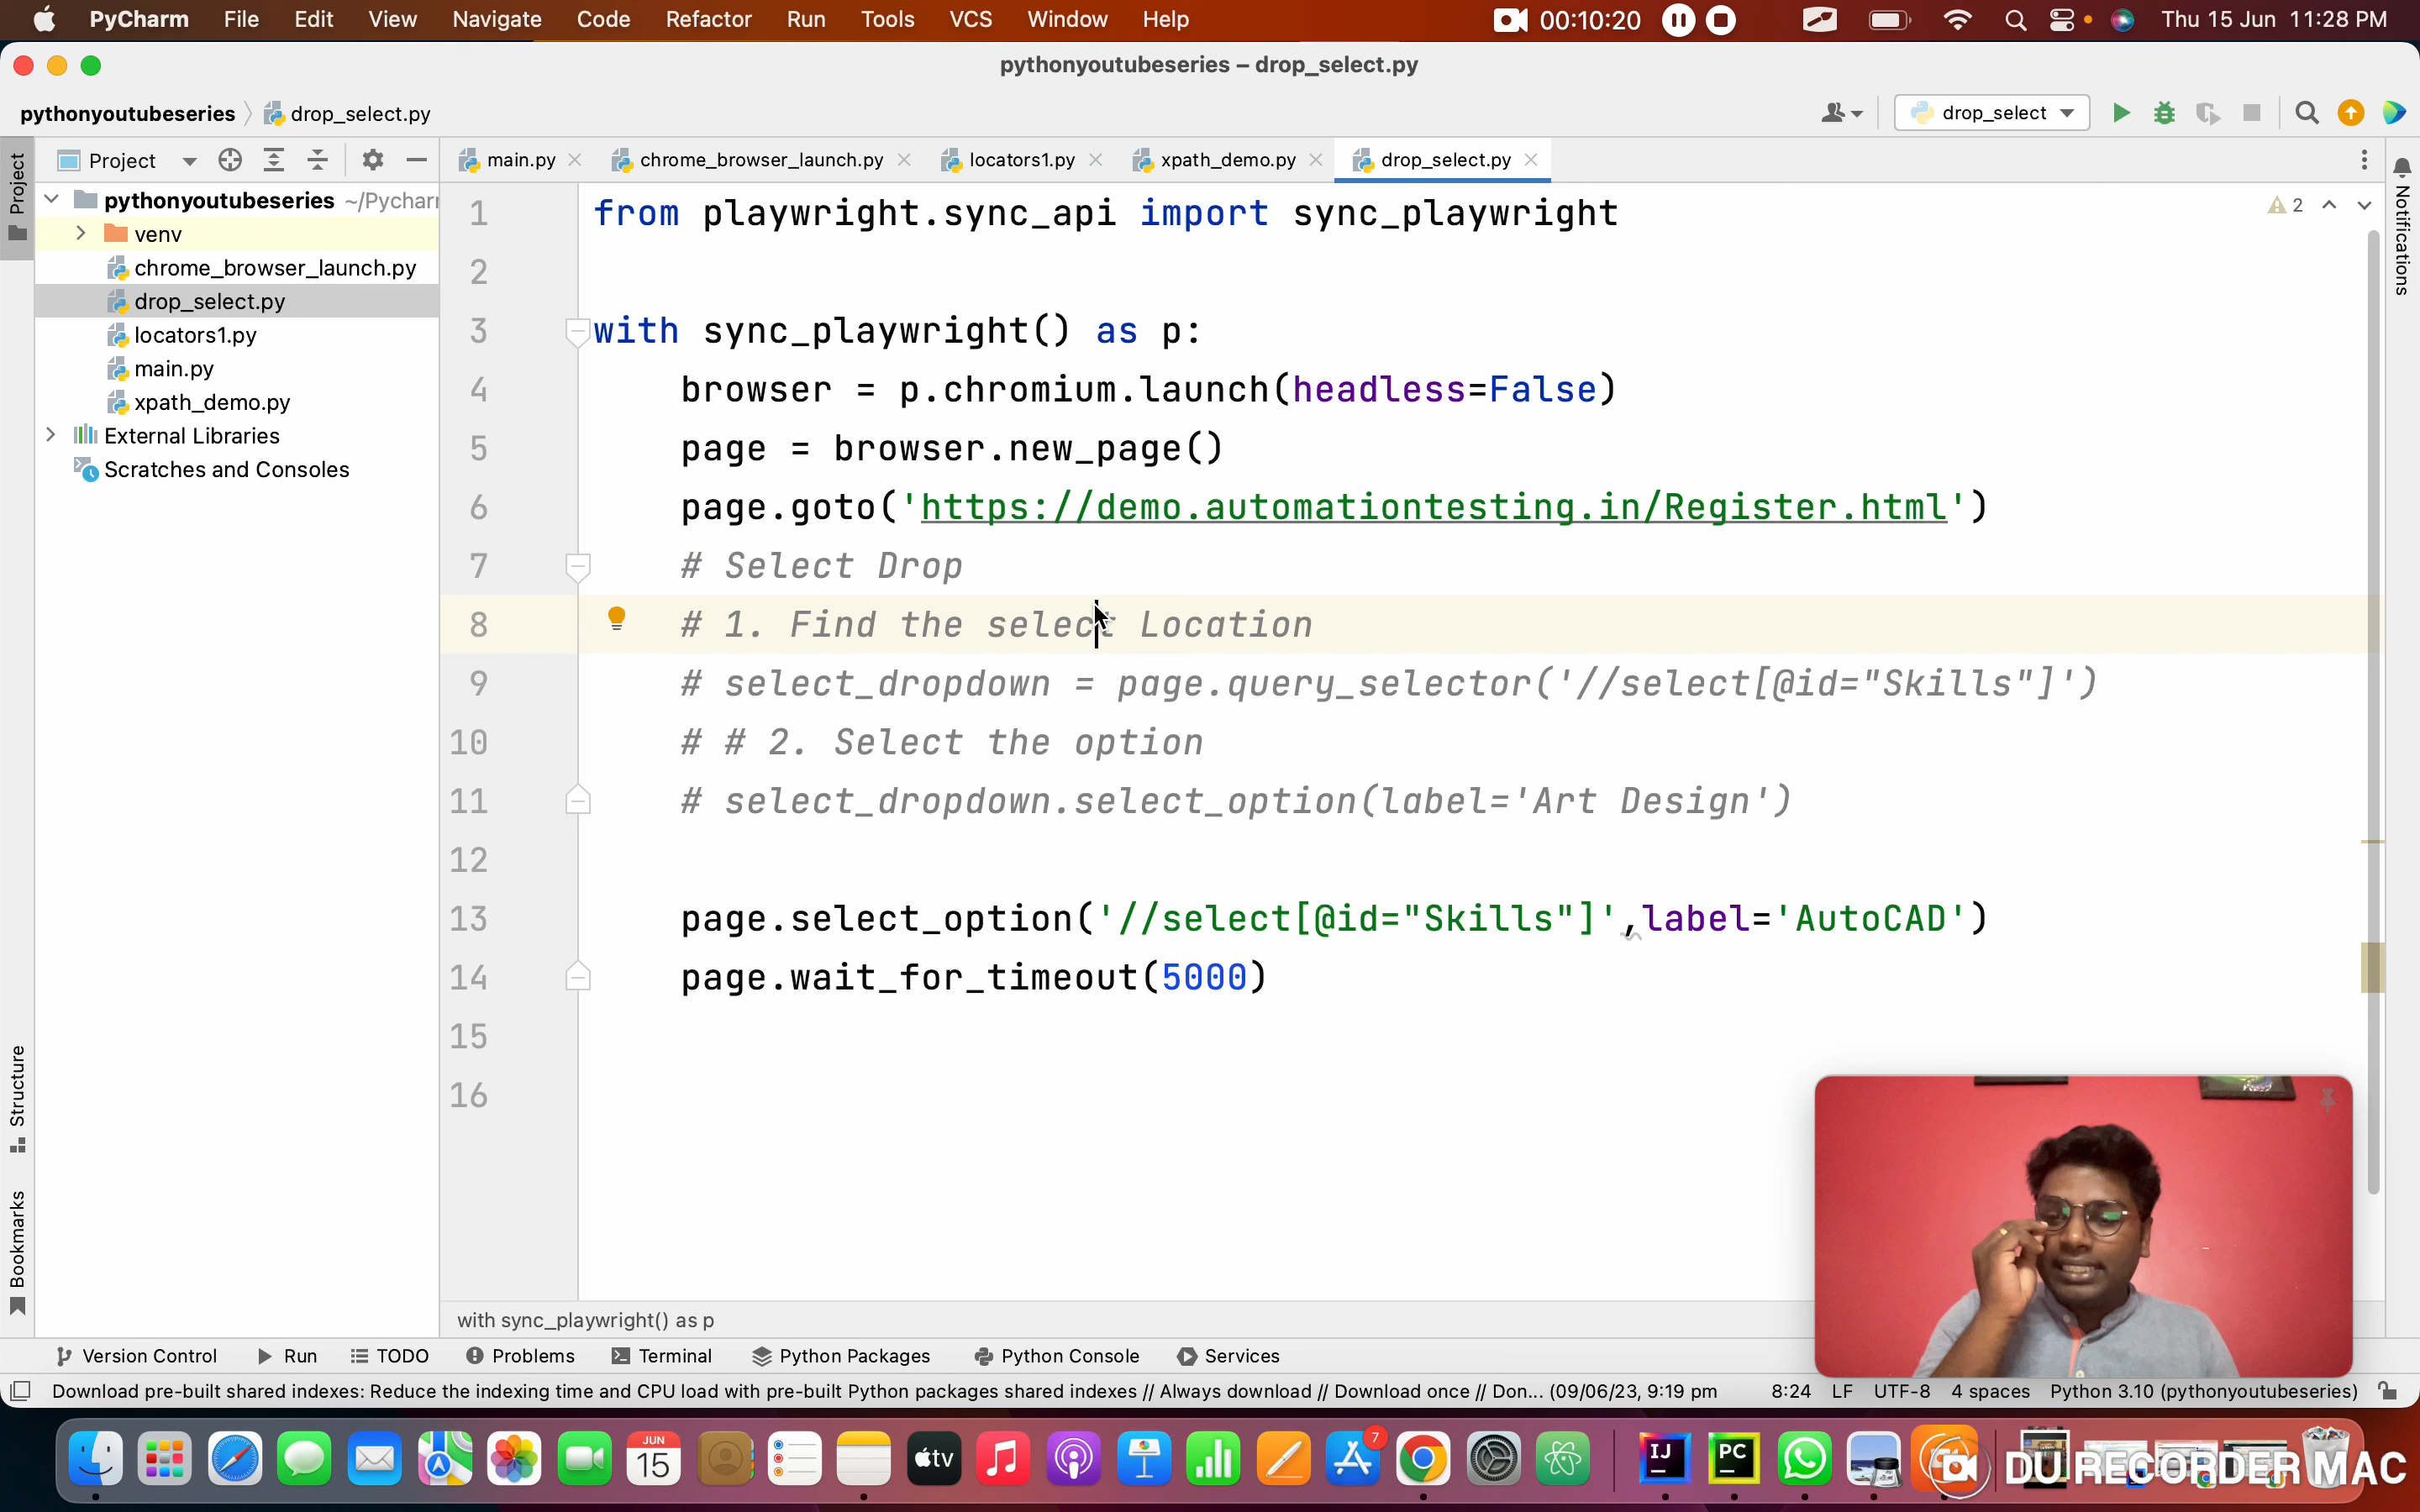 PyCharm File Edit View Navigate Code Refactor Run Tools VCS Window Help 00:10:20 Thu 15 Jun 11:28 PM
pythonyoutubeseries – drop_select.py
pythonyoutubeseries drop_select.py drop_select
Project main.py chrome_browser_launch.py locators1.py xpath_demo.py drop_select.py
Project
pythonyoutubeseries ~/Pychar
venv
chrome_browser_launch.py
drop_select.py
locators1.py
main.py
xpath_demo.py
External Libraries
Scratches and Consoles
Structure
Bookmarks
Notifications
2
1 from playwright.sync_api import sync_playwright
2
3 with sync_playwright() as p:
4 browser = p.chromium.launch(headless=False)
5 page = browser.new_page()
6 page.goto('https://demo.automationtesting.in/Register.html')
7 # Select Drop
8 # 1. Find the select Location
9 # select_dropdown = page.query_selector('//select[@id="Skills"]')
10 # # 2. Select the option
11 # select_dropdown.select_option(label='Art Design')
12
13 page.select_option('//select[@id="Skills"]',label='AutoCAD')
14 page.wait_for_timeout(5000)
15
16
with sync_playwright() as p
Version Control Run TODO Problems Terminal Python Packages Python Console Services
Download pre-built shared indexes: Reduce the indexing time and CPU load with pre-built Python packages shared indexes // Always download // Download once // Don... (09/06/23, 9:19 pm 8:24 LF UTF-8 4 spaces Python 3.10 (pythonyoutubeseries)
JUN
15
tv
7
IJ
PC
DU RECORDER MAC